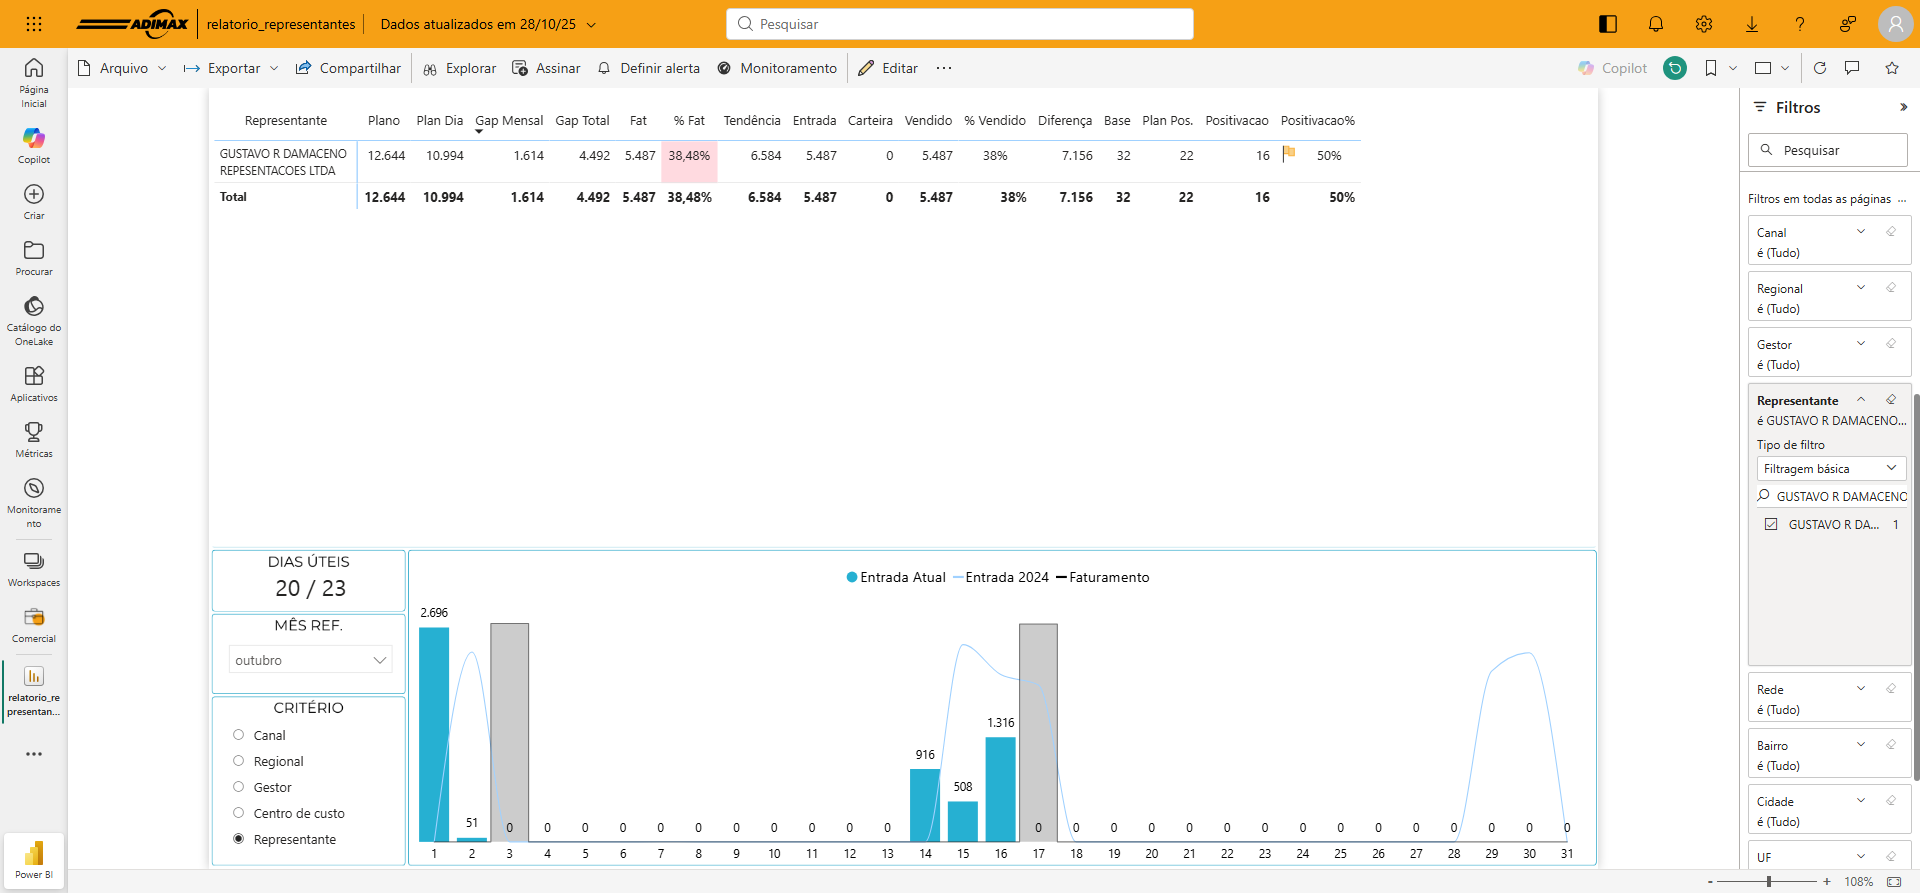 ADIMAX
relatorio_representantes
Dados atualizados em 28/10/25
Pesquisar
Arquivo
Exportar
Compartilhar
Explorar
Assinar
Definir alerta
Monitoramento
Editar
Copilot
Página
Inicial
Copilot
Criar
Procurar
Catálogo do
OneLake
Aplicativos
Métricas
Monitorame
nto
Workspaces
Comercial
relatorio_re
presentan...
Power BI
Representante Plano Plan Dia Gap Mensal Gap Total Fat % Fat Tendência Entrada Carteira Vendido % Vendido Diferença Base Plan Pos. Positivacao Positivacao%
GUSTAVO R DAMACENO
REPESENTACOES LTDA
12.644 10.994 1.614 4.492 5.487 38,48% 6.584 5.487 0 5.487 38% 7.156 32 22 16 50%
Total 12.644 10.994 1.614 4.492 5.487 38,48% 6.584 5.487 0 5.487 38% 7.156 32 22 16 50%
DIAS ÚTEIS
20 / 23
MÊS REF.
outubro
CRITÉRIO
Canal
Regional
Gestor
Centro de custo
Representante
Entrada Atual Entrada 2024 Faturamento
2.696
1.316
916
508
51
0 0 0 0 0 0 0 0 0 0 0 0 0 0 0 0 0 0 0 0 0 0 0 0 0 0
1 2 3 4 5 6 7 8 9 10 11 12 13 14 15 16 17 18 19 20 21 22 23 24 25 26 27 28 29 30 31
Filtros
Pesquisar
Filtros em todas as páginas ...
Canal
é (Tudo)
Regional
é (Tudo)
Gestor
é (Tudo)
Representante
é GUSTAVO R DAMACENO...
Tipo de filtro
Filtragem básica
GUSTAVO R DAMACENO
GUSTAVO R DA... 1
Rede
é (Tudo)
Bairro
é (Tudo)
Cidade
é (Tudo)
UF
- + 108%